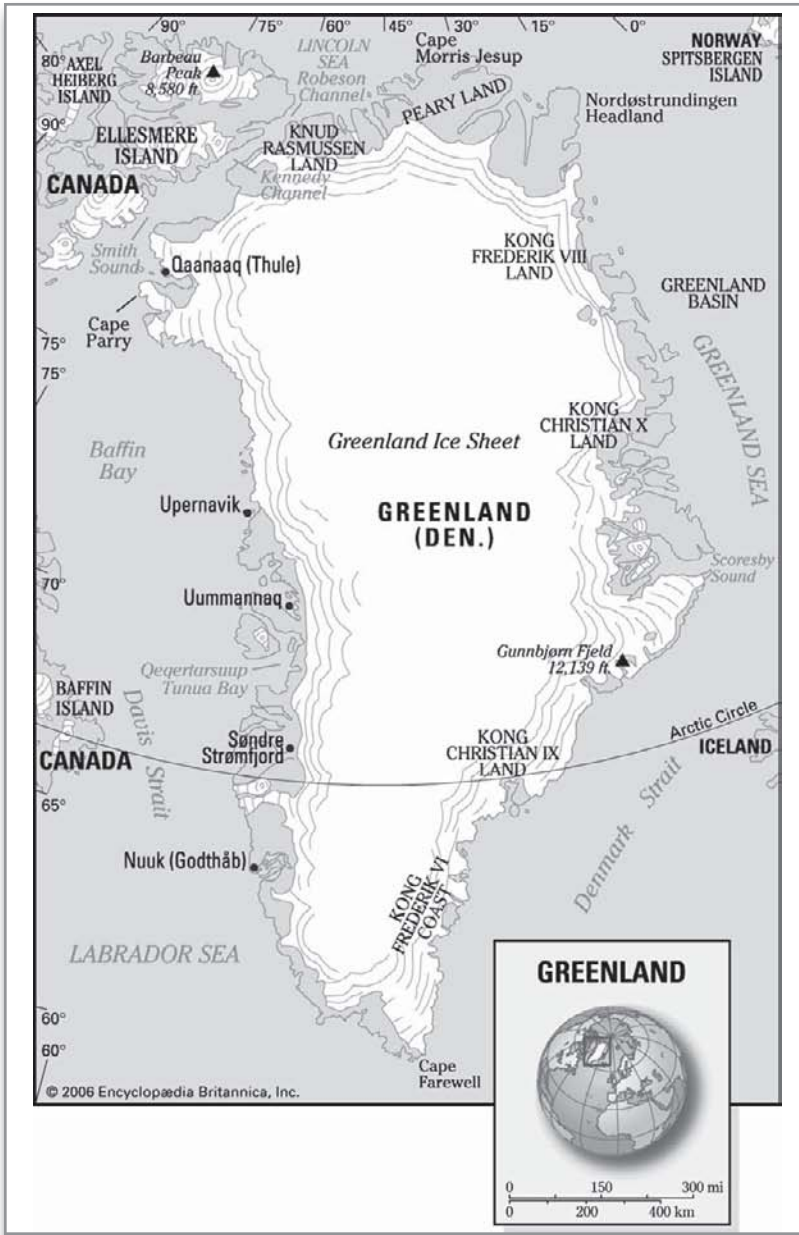 90°
75°
60°
45°
30°
15°
0°
80°
AXEL
HEIBERG
ISLAND
Barbeau
Peak
8,580 ft.
LINCOLN
SEA
Robeson
Channel
Cape
Morris Jesup
NORWAY
SPITSBERGEN
ISLAND
90°
ELLESMERE
ISLAND
KNUD
RASMUSSEN
LAND
PEARY LAND
Nordøstrundingen
Headland
CANADA
Kennedy
Channel
Smith
Sound
Qaanaaq (Thule)
KONG
FREDERIK VIII
LAND
GREENLAND
BASIN
Cape
Parry
75°
75°
GREENLAND SEA
KONG
CHRISTIAN X
LAND
Baffin
Bay
Greenland Ice Sheet
Upernavik
GREENLAND
(DEN.)
Scoresby
Sound
70°
Uummannaq
Gunnbjørn Fjeld
12,139 ft.
Qeqertarsuup
Tunua Bay
BAFFIN
ISLAND
Davis Strait
Søndre
Strømfjord
KONG
CHRISTIAN IX
LAND
Arctic Circle
ICELAND
CANADA
65°
Denmark Strait
Nuuk (Godthåb)
KONG
FREDERIK VI
COAST
LABRADOR SEA
60°
60°
Cape
Farewell
© 2006 Encyclopædia Britannica, Inc.
GREENLAND
0 150 300 mi
0 200 400 km